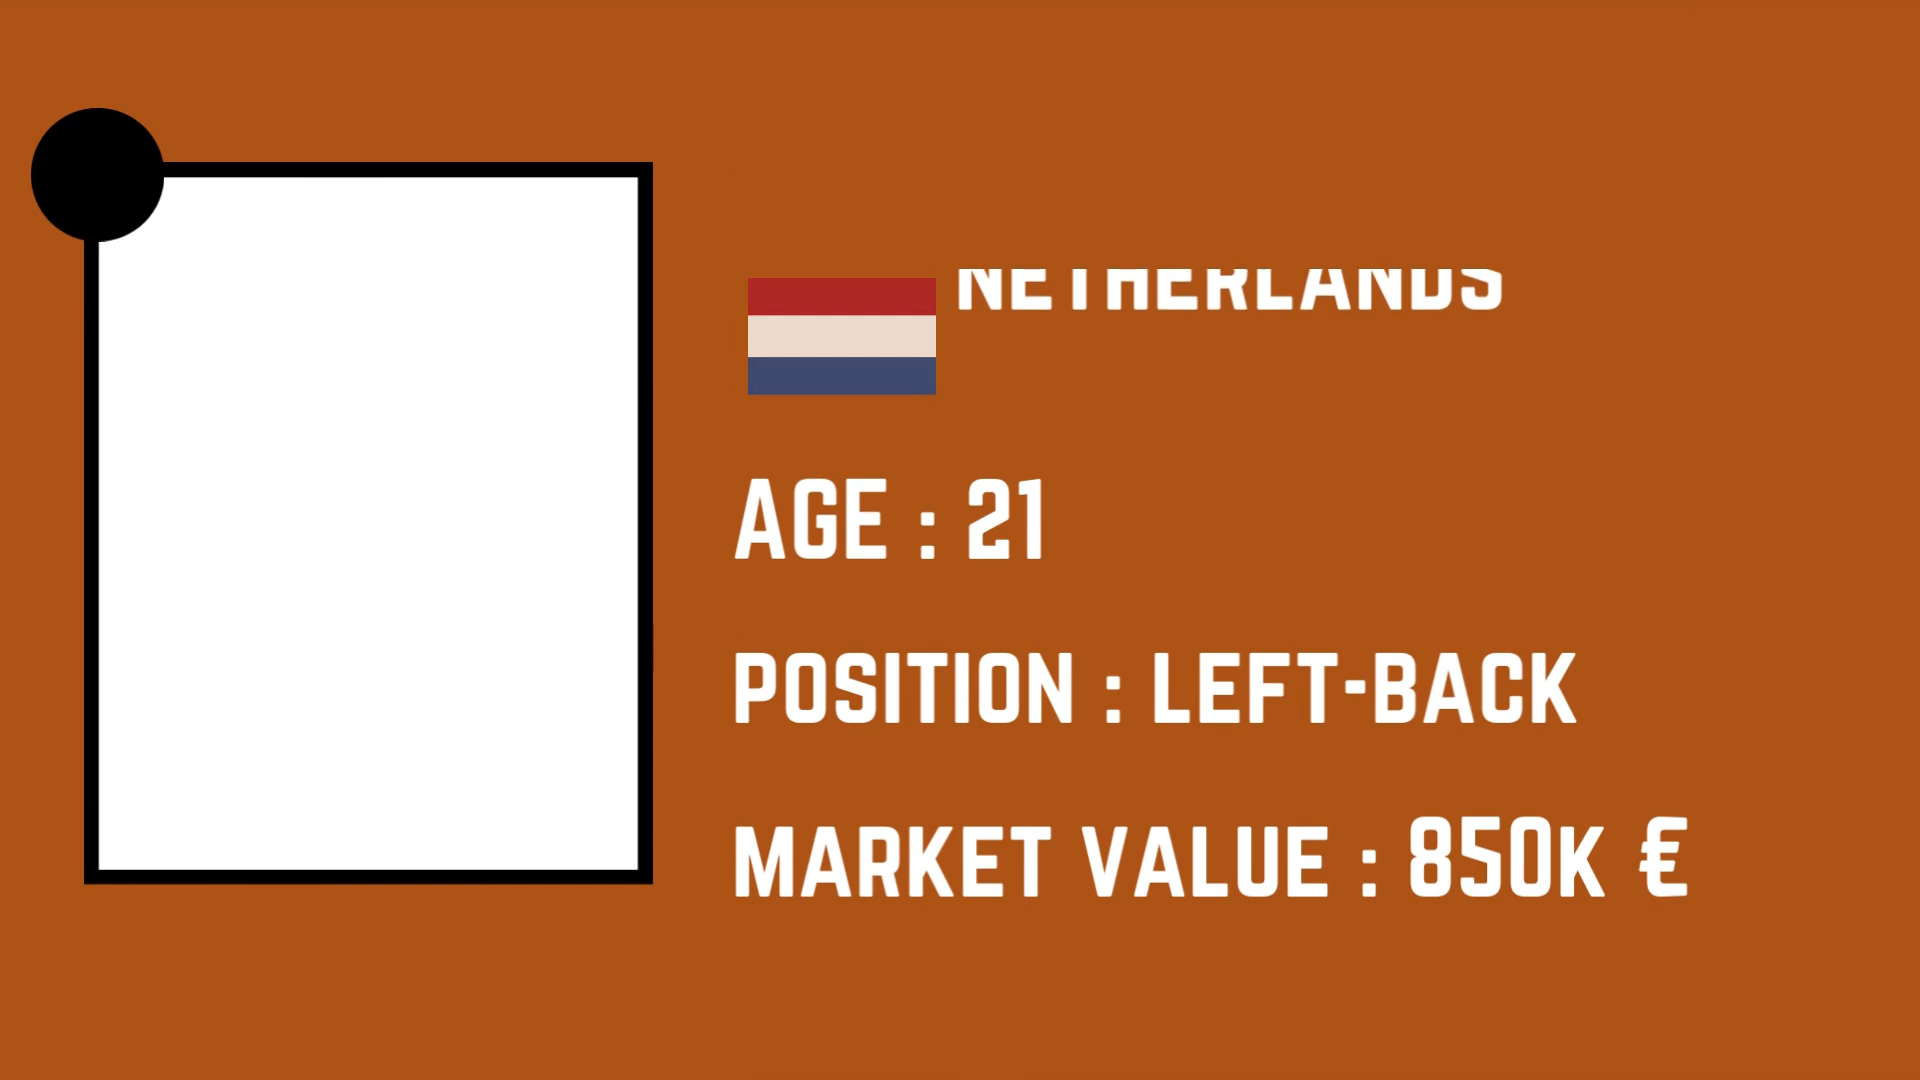 NETHERLANDS
AGE : 21
POSITION : LEFT-BACK
MARKET VALUE : 850K €